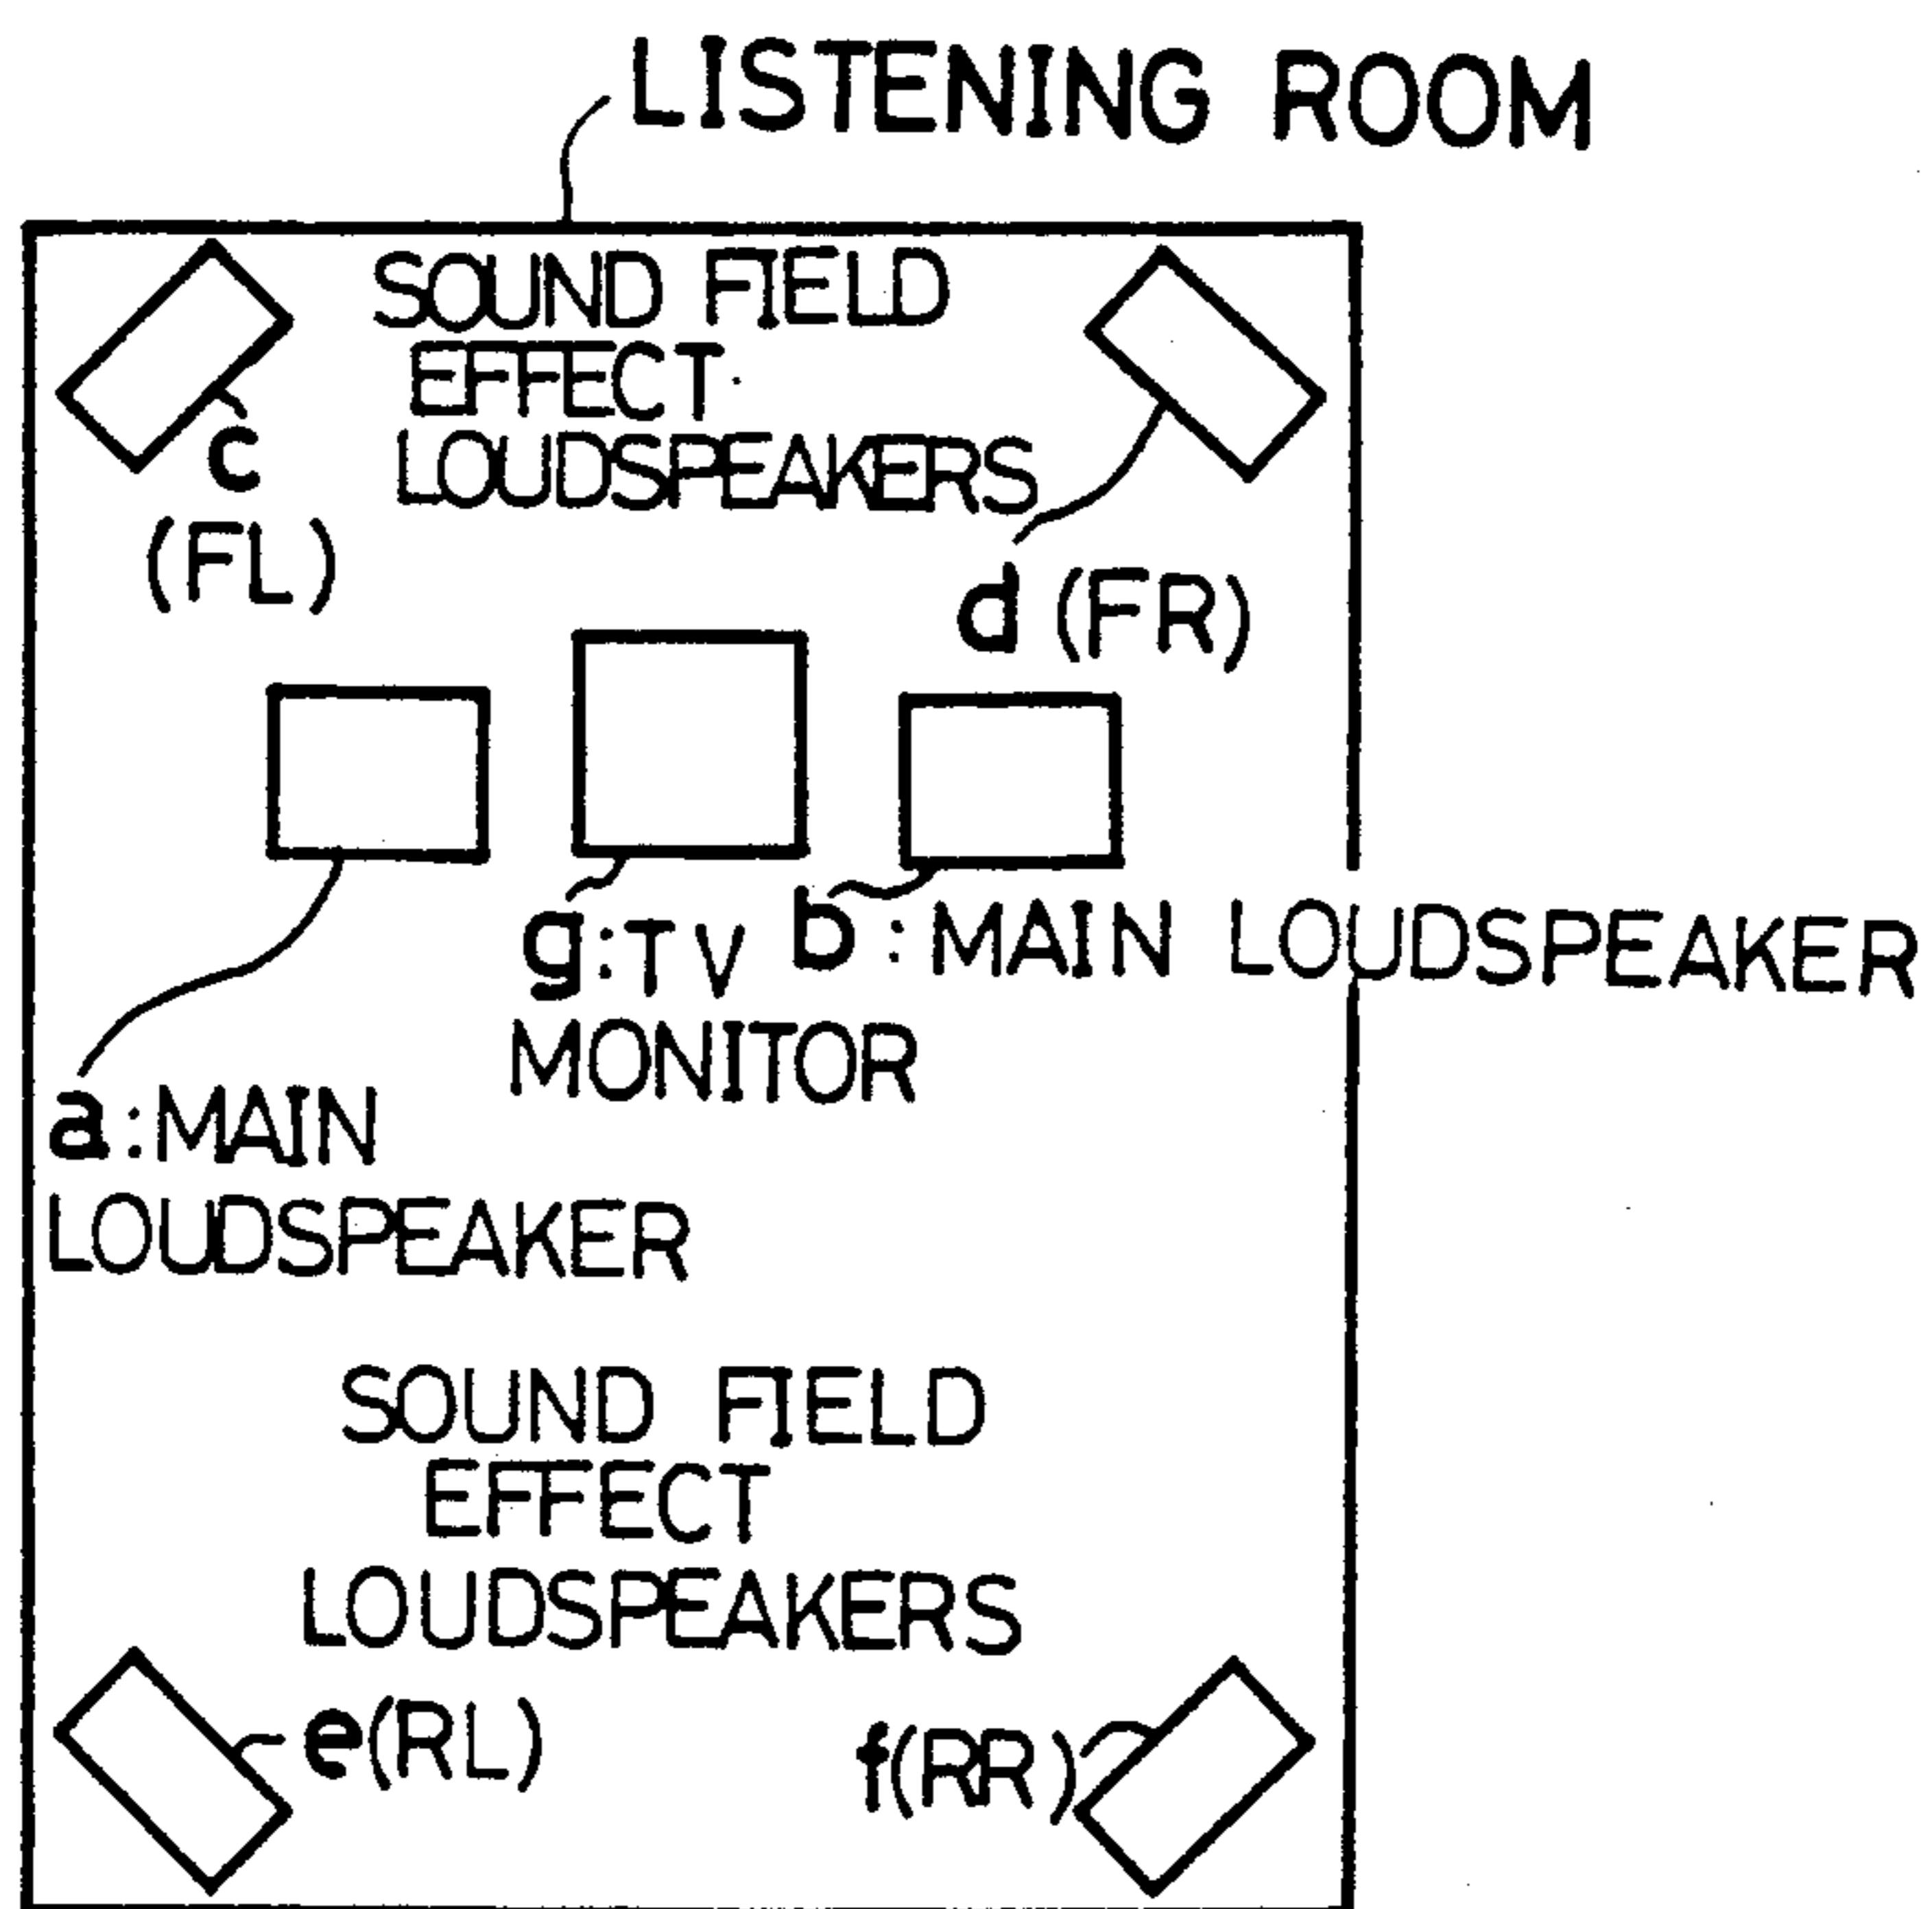 LISTENING ROOM
SOUND FIELD
EFFECT
LOUDSPEAKERS
c
(FL)
d (FR)
g:TV
MONITOR
b: MAIN LOUDSPEAKER
a:MAIN
LOUDSPEAKER
SOUND FIELD
EFFECT
LOUDSPEAKERS
e(RL)
f(RR)